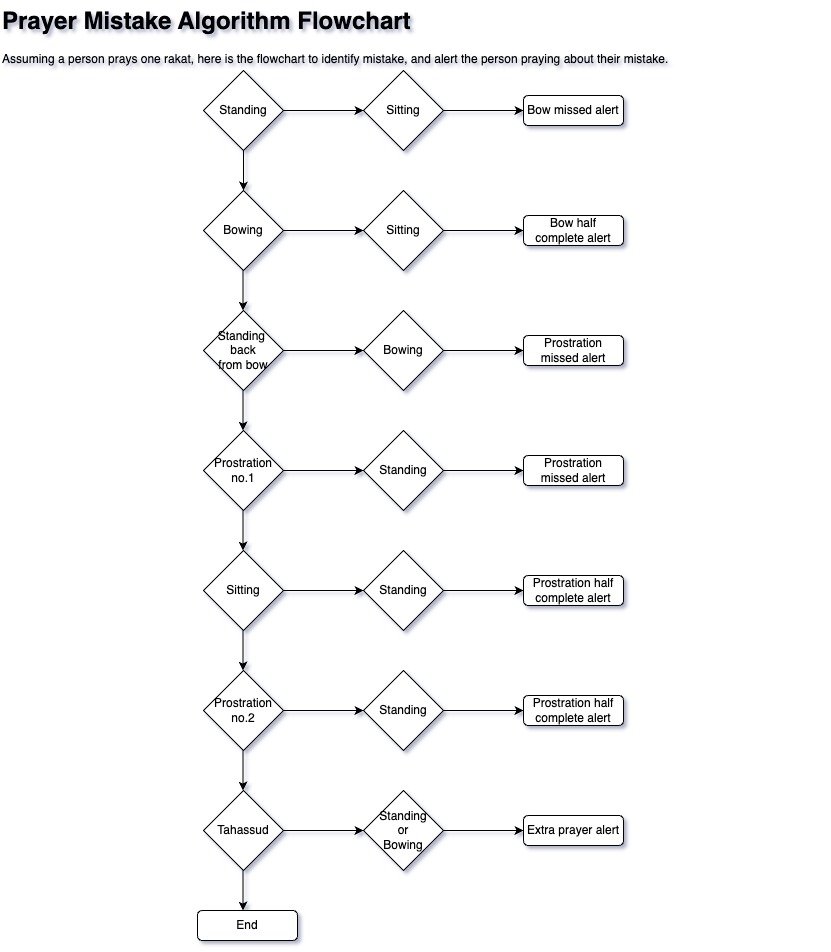 Prayer Mistake Algorithm Flowchart
Assuming a person prays one rakat, here is the flowchart to identify mistake, and alert the person praying about their mistake.
Standing
Sitting
Bow missed alert
Bowing
Sitting
Bow half
complete alert
Standing
back
from bow
Bowing
Prostration
missed alert
Prostration
no.1
Standing
Prostration
missed alert
Sitting
Standing
Prostration half
complete alert
Prostration
no.2
Standing
Prostration half
complete alert
Tahassud
Standing
or
Bowing
Extra prayer alert
End